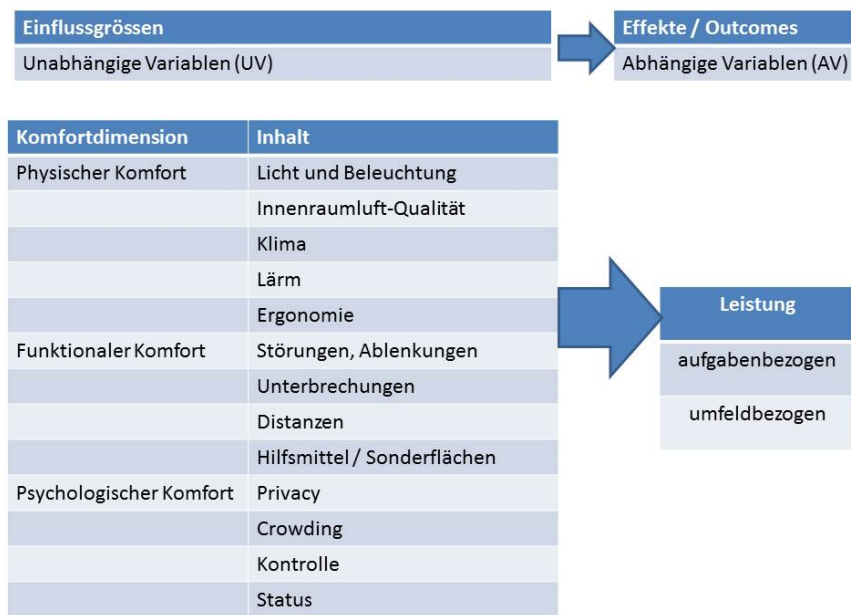 Einflussgrössen
Effekte / Outcomes
Unabhängige Variablen (UV)
Abhängige Variablen (AV)
Komfortdimension Inhalt
Physischer Komfort Licht und Beleuchtung
Innenraumluft-Qualität
Klima
Lärm
Ergonomie
Funktionaler Komfort Störungen, Ablenkungen
Unterbrechungen
Distanzen
Hilfsmittel / Sonderflächen
Psychologischer Komfort Privacy
Crowding
Kontrolle
Status
Leistung
aufgabenbezogen
umfeldbezogen